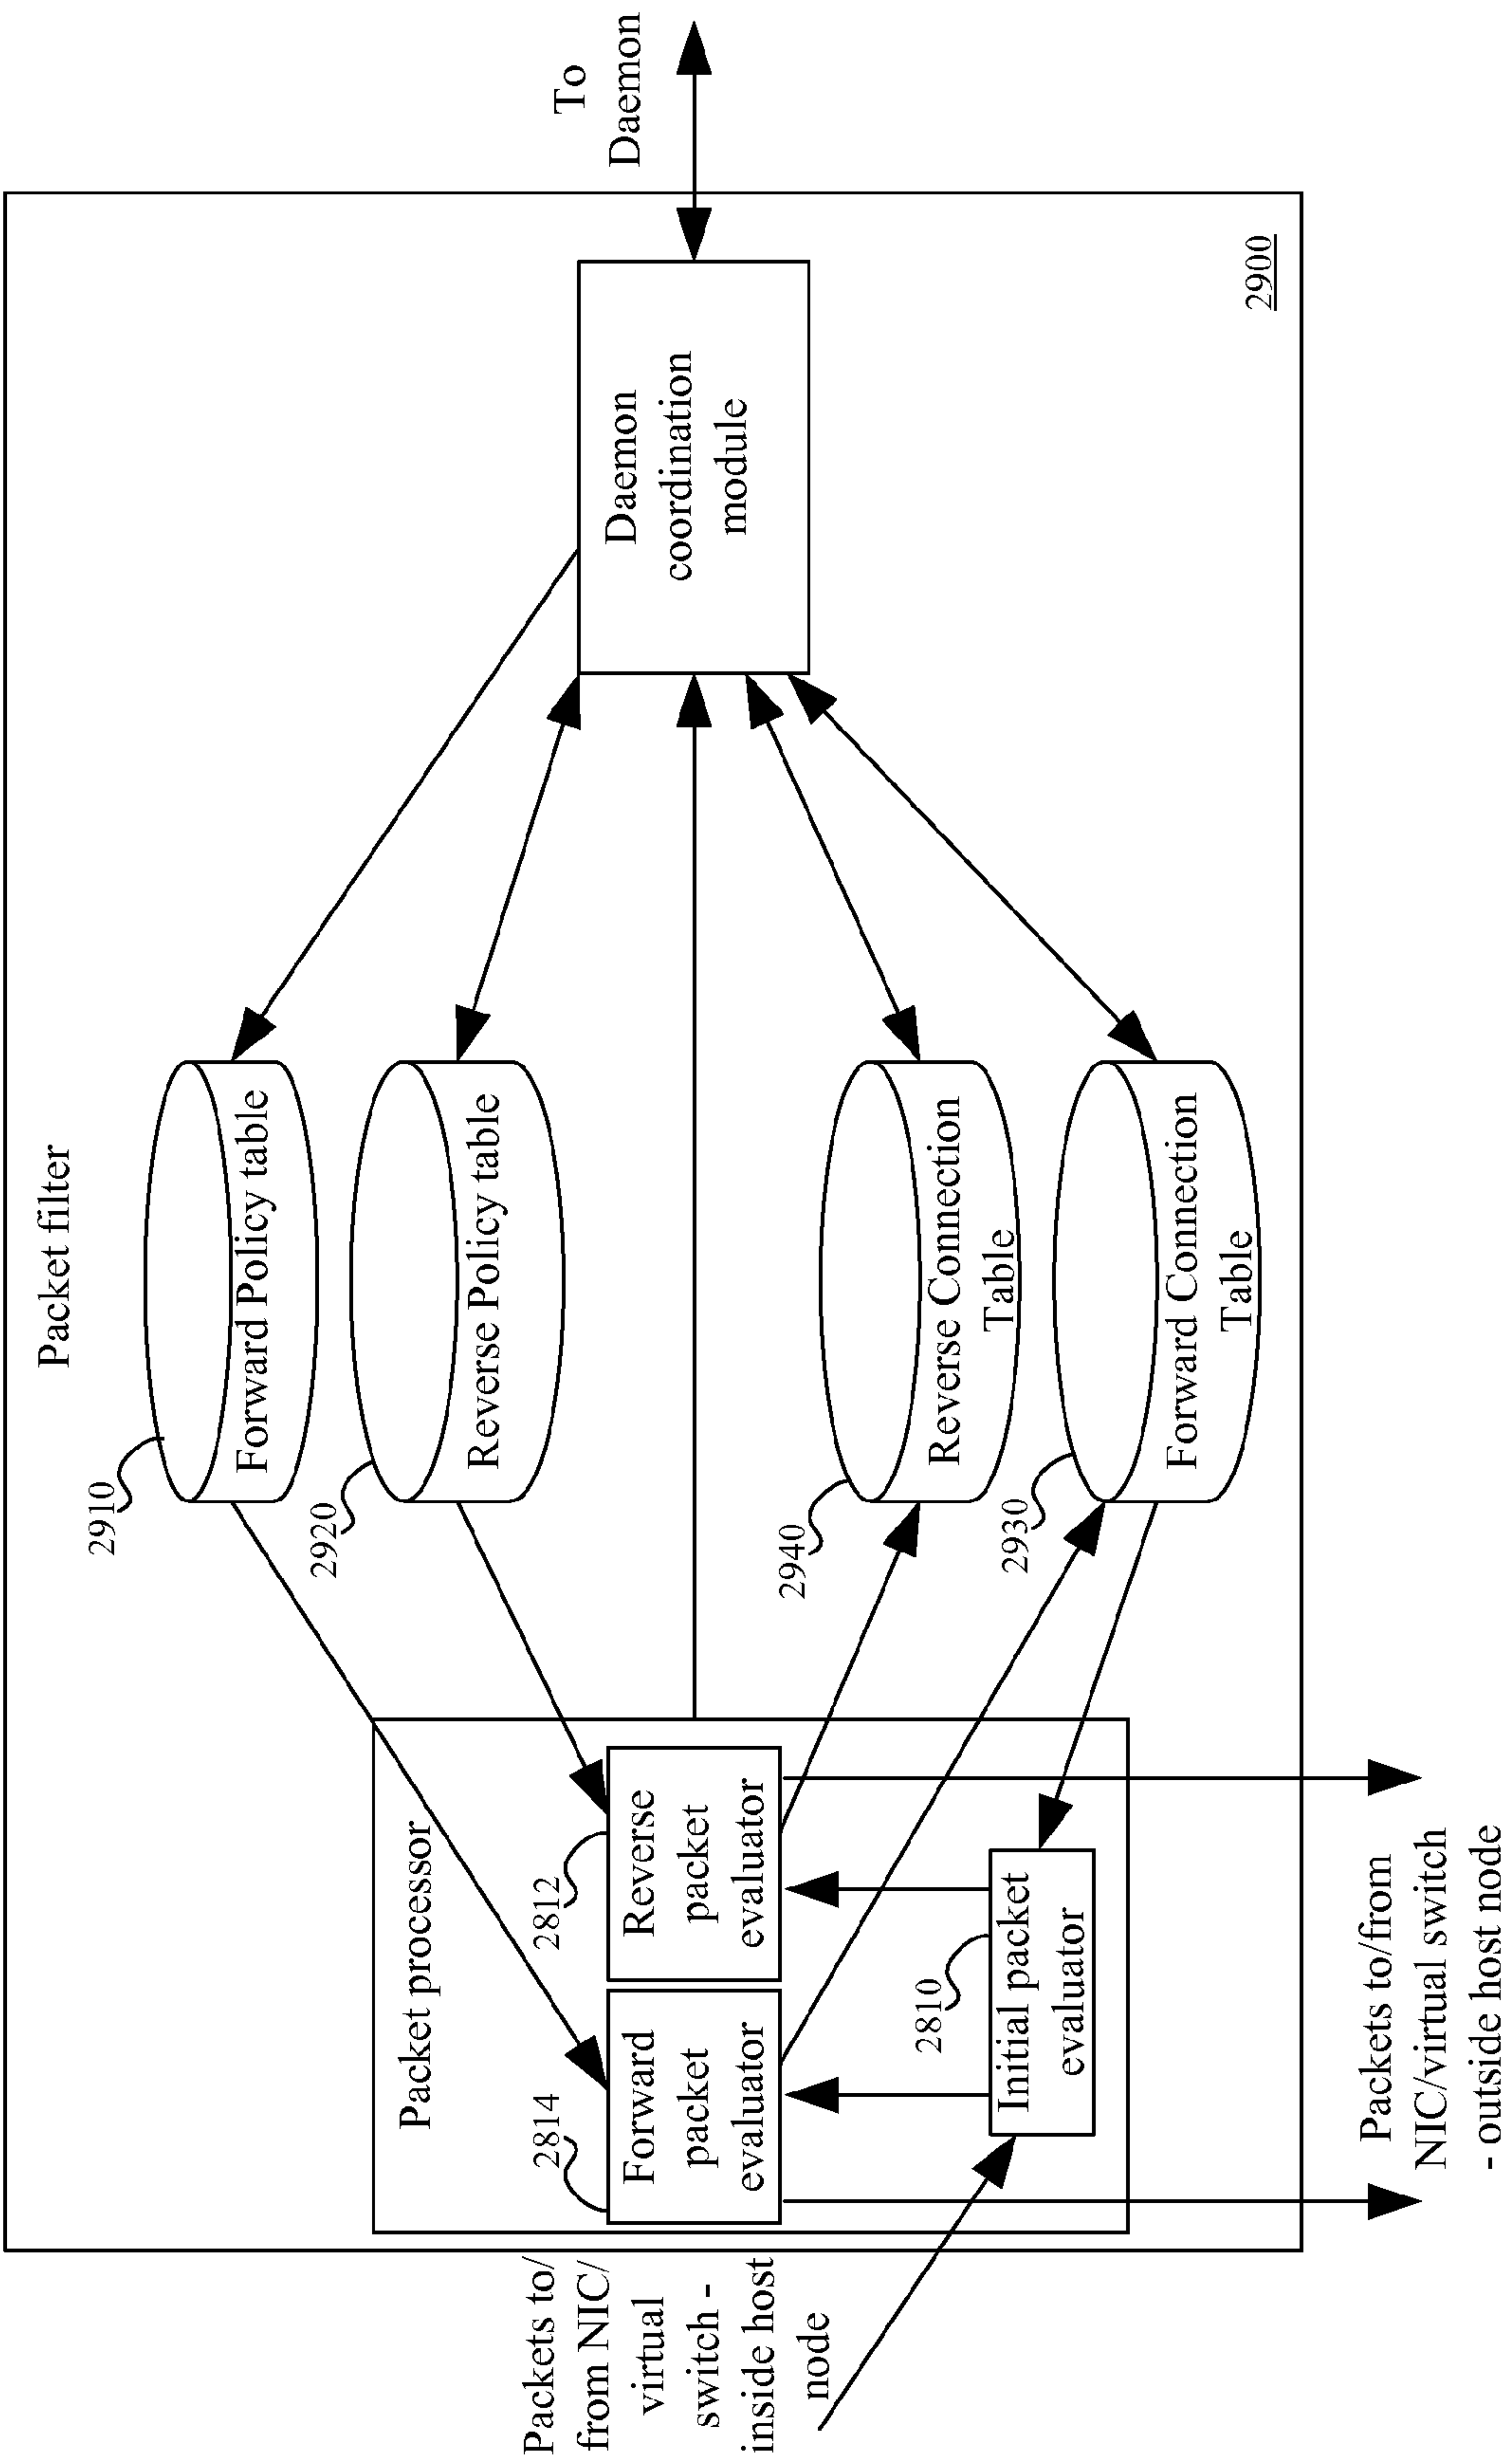 Packet filter
2910
Forward Policy table
2920
Reverse Policy table
2940
Reverse Connection
Table
2930
Forward Connection
Table
To
Daemon
Daemon
coordination
module
2900
Packet processor
2814
Forward
packet
evaluator
2812
Reverse
packet
evaluator
2810
Initial packet
evaluator
Packets to/
from NIC/
virtual
switch -
inside host
node
Packets to/from
NIC/virtual switch
- outside host node